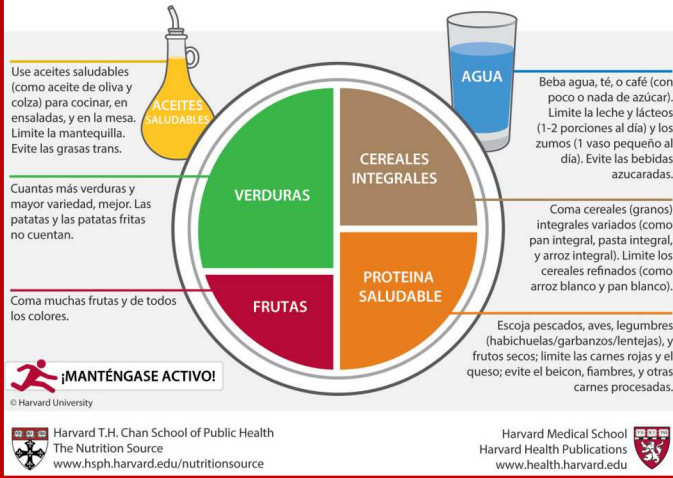 Use aceites saludables
(como aceite de oliva y
colza) para cocinar, en
ensaladas, y en la mesa.
Limite la mantequilla.
Evite las grasas trans.
ACEITES
SALUDABLES
AGUA
Beba agua, té, o café (con
poco o nada de azúcar).
Limite la leche y lácteos
(1-2 porciones al día) y los
zumos (1 vaso pequeño al
día). Evite las bebidas
azucaradas.
VERDURAS
CEREALES
INTEGRALES
Cuantas más verduras y
mayor variedad, mejor. Las
patatas y las patatas fritas
no cuentan.
Coma cereales (granos)
integrales variados (como
pan integral, pasta integral,
y arroz integral). Limite los
cereales refinados (como
arroz blanco y pan blanco).
FRUTAS
PROTEINA
SALUDABLE
Coma muchas frutas y de todos
los colores.
Escoja pescados, aves, legumbres
(habichuelas/garbanzos/lentejas), y
frutos secos; limite las carnes rojas y el
queso; evite el beicon, fiambres, y otras
carnes procesadas.
¡MANTÉNGASE ACTIVO!
© Harvard University
Harvard T.H. Chan School of Public Health
The Nutrition Source
www.hsph.harvard.edu/nutritionsource
Harvard Medical School
Harvard Health Publications
www.health.harvard.edu